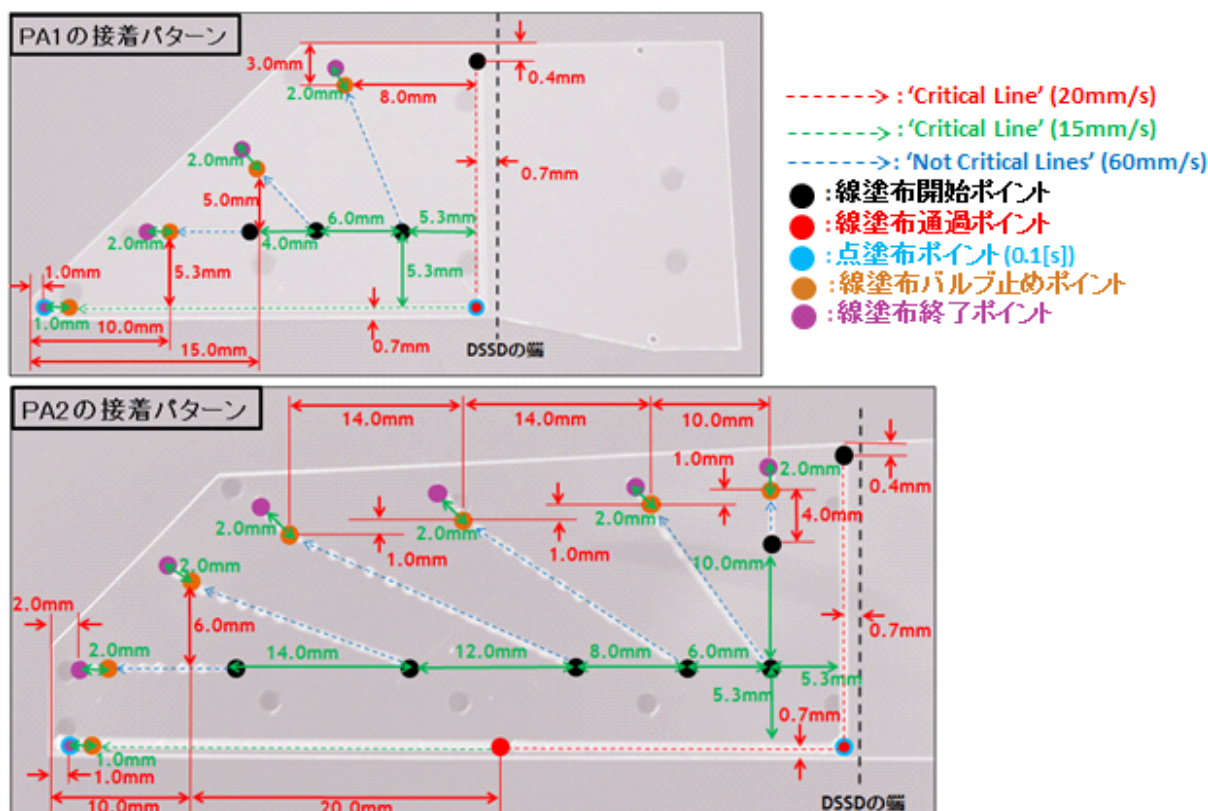 PA1の接着パターン
3.0mm
0.4mm
2.0mm
8.0mm
2.0mm
0.7mm
5.0mm
6.0mm
5.3mm
2.0mm
4.0mm
5.3mm
5.3mm
1.0mm
1.0mm
10.0mm
0.7mm
15.0mm
DSSDの端
: 'Critical Line' (20mm/s)
: 'Critical Line' (15mm/s)
: 'Not Critical Lines' (60mm/s)
: 線塗布開始ポイント
: 線塗布通過ポイント
: 点塗布ポイント(0.1[s])
: 線塗布バルブ止めポイント
: 線塗布終了ポイント
PA2の接着パターン
14.0mm
14.0mm
10.0mm
1.0mm
2.0mm
0.4mm
2.0mm
2.0mm
2.0mm
4.0mm
1.0mm
1.0mm
2.0mm
10.0mm
2.0mm
6.0mm
0.7mm
2.0mm
14.0mm
12.0mm
8.0mm
6.0mm
5.3mm
5.3mm
0.7mm
1.0mm
1.0mm
10.0mm
20.0mm
DSSDの端